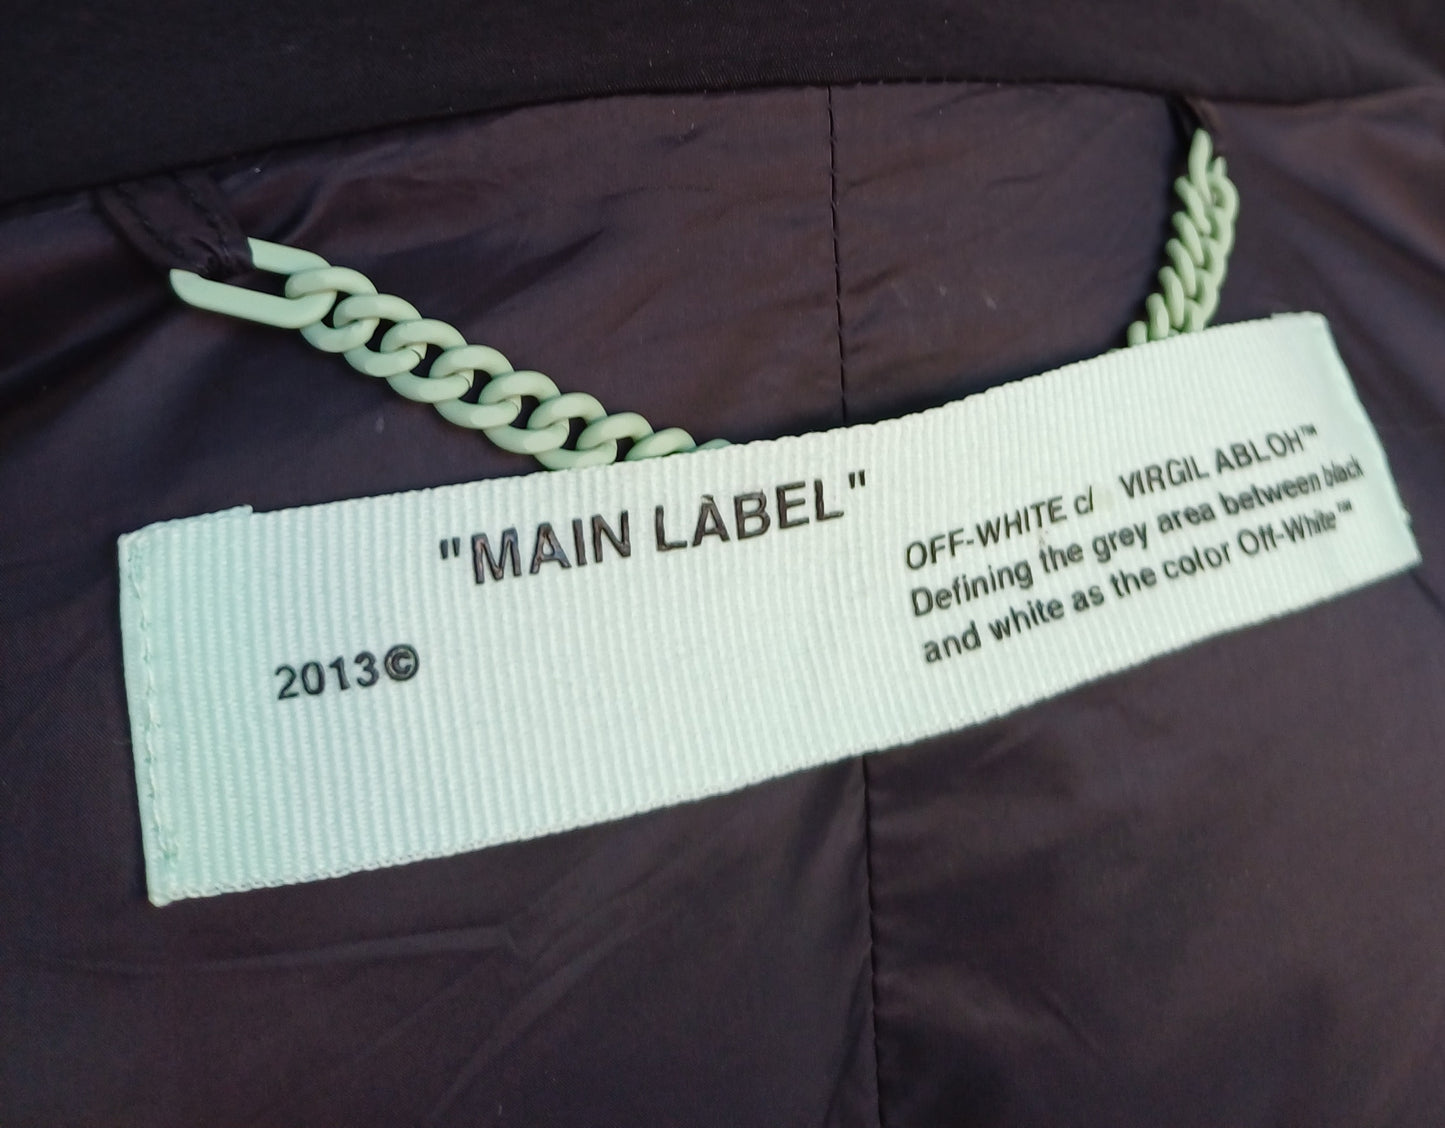 "MAIN LABEL"
2013©
OFF-WHITE c/ VIRGIL ABLOH™
Defining the grey area between black
and white as the color Off-White™